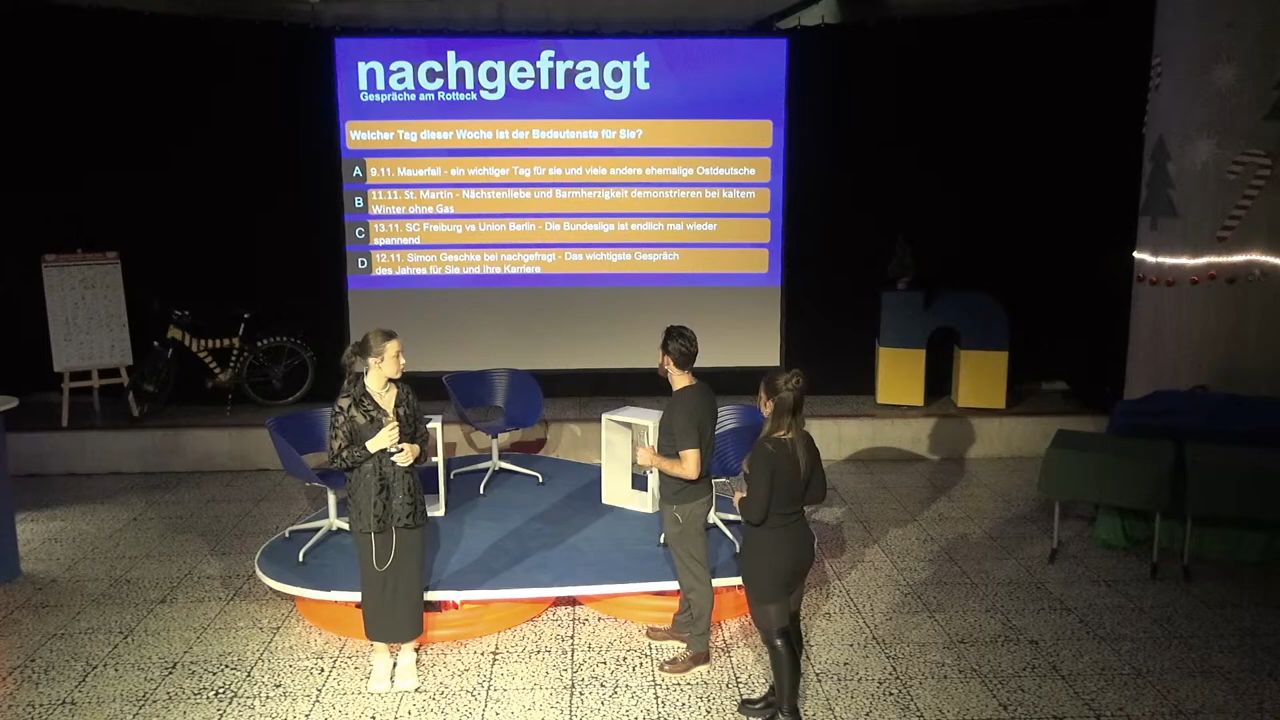 nachgefragt
Gespräche am Rotteck
Welcher Tag dieser Woche ist der Bedeutenste für Sie?
A 9.11. Mauerfall - ein wichtiger Tag für sie und viele andere ehemalige Ostdeutsche
B 11.11. St. Martin - Nächstenliebe und Barmherzigkeit demonstrieren bei kaltem
Winter ohne Gas
C 13.11. SC Freiburg vs Union Berlin - Die Bundesliga ist endlich mal wieder
spannend
D 12.11. Simon Geschke bei nachgefragt - Das wichtigste Gespräch
des Jahres für Sie und Ihre Karriere
n